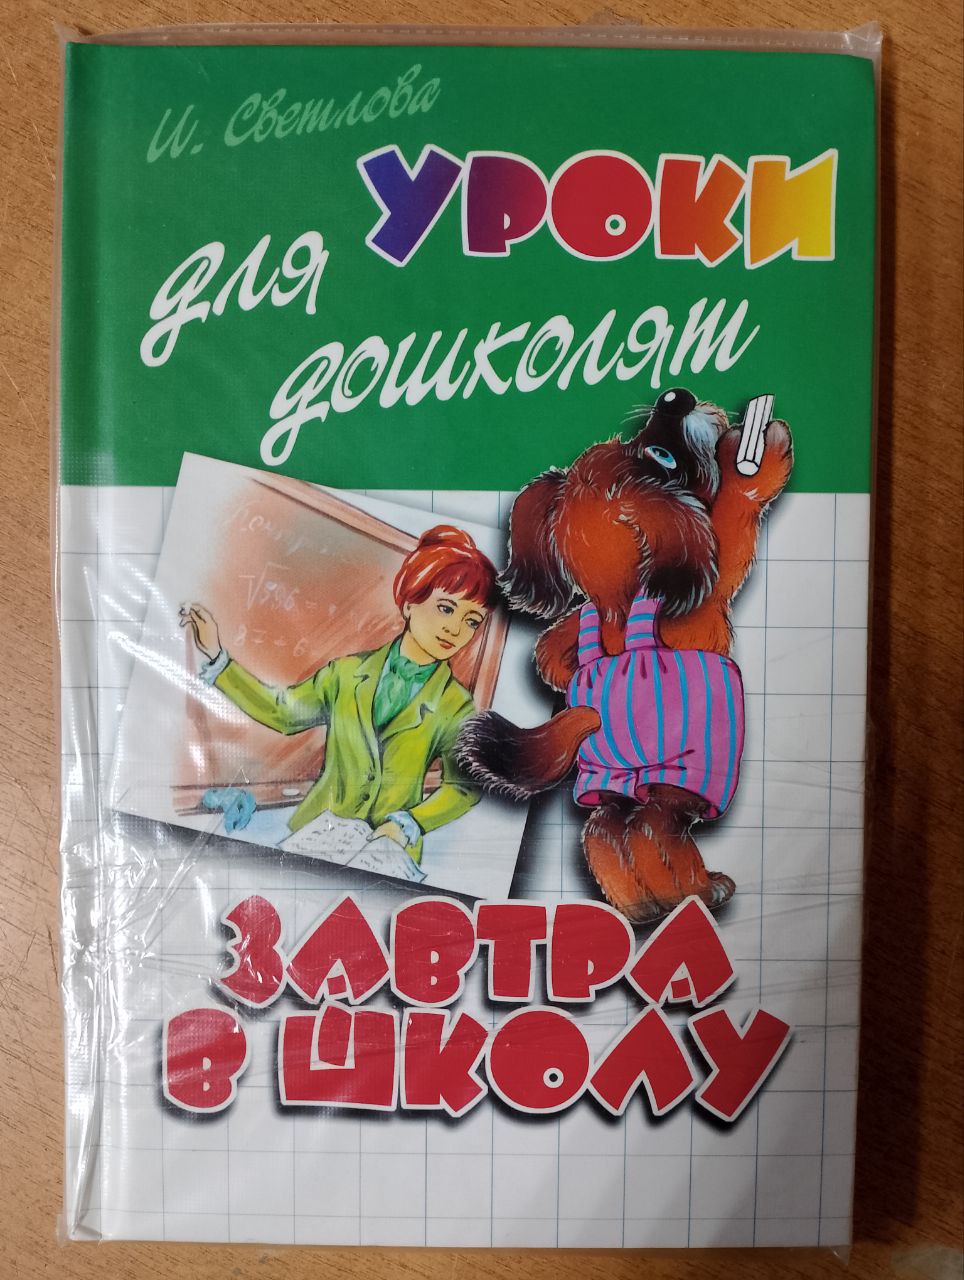 И. Светлова
УРОКИ
для
дошколят
ЗАВТРА
В ШКОЛУ